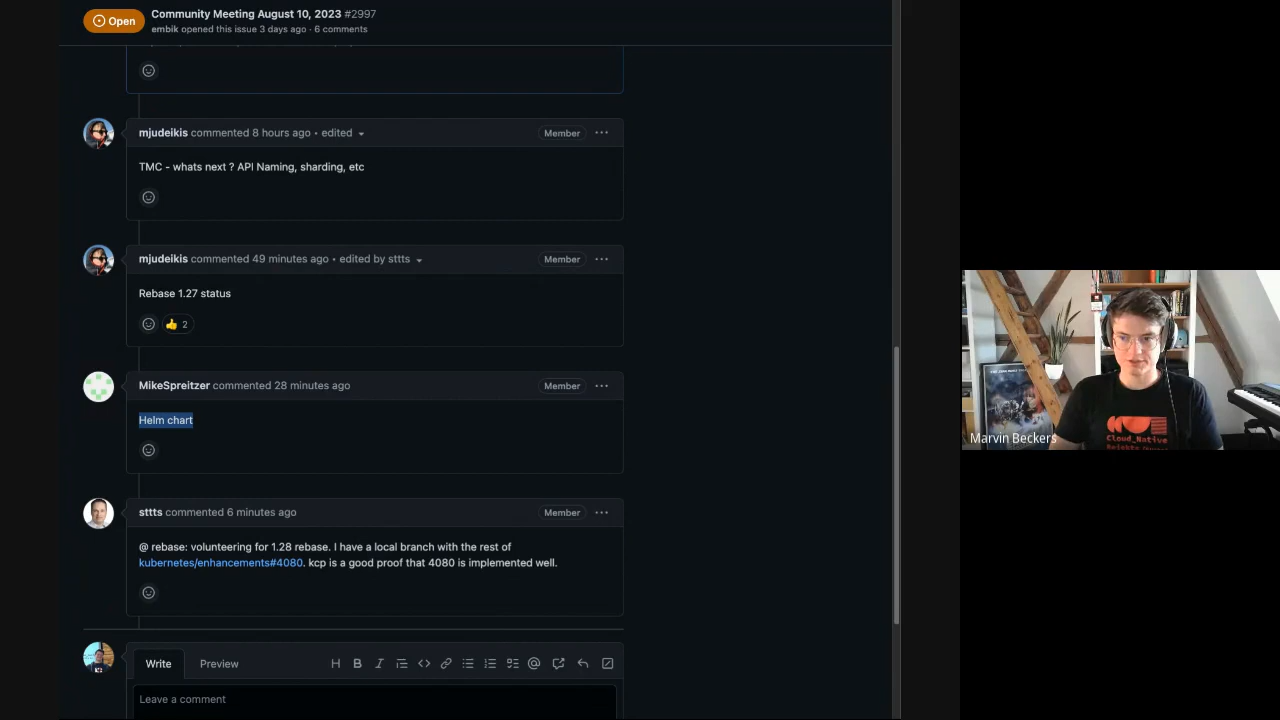 Open
Community Meeting August 10, 2023 #2997
embik opened this issue 3 days ago · 6 comments
mjudeikis commented 8 hours ago • edited
Member
TMC - whats next ? API Naming, sharding, etc
mjudeikis commented 49 minutes ago • edited by sttts
Member
Rebase 1.27 status
👍 2
MikeSpreitzer commented 28 minutes ago
Member
Helm chart
sttts commented 6 minutes ago
Member
@ rebase: volunteering for 1.28 rebase. I have a local branch with the rest of
kubernetes/enhancements#4080. kcp is a good proof that 4080 is implemented well.
Write
Preview
Leave a comment
Marvin Beckers
Cloud_Native